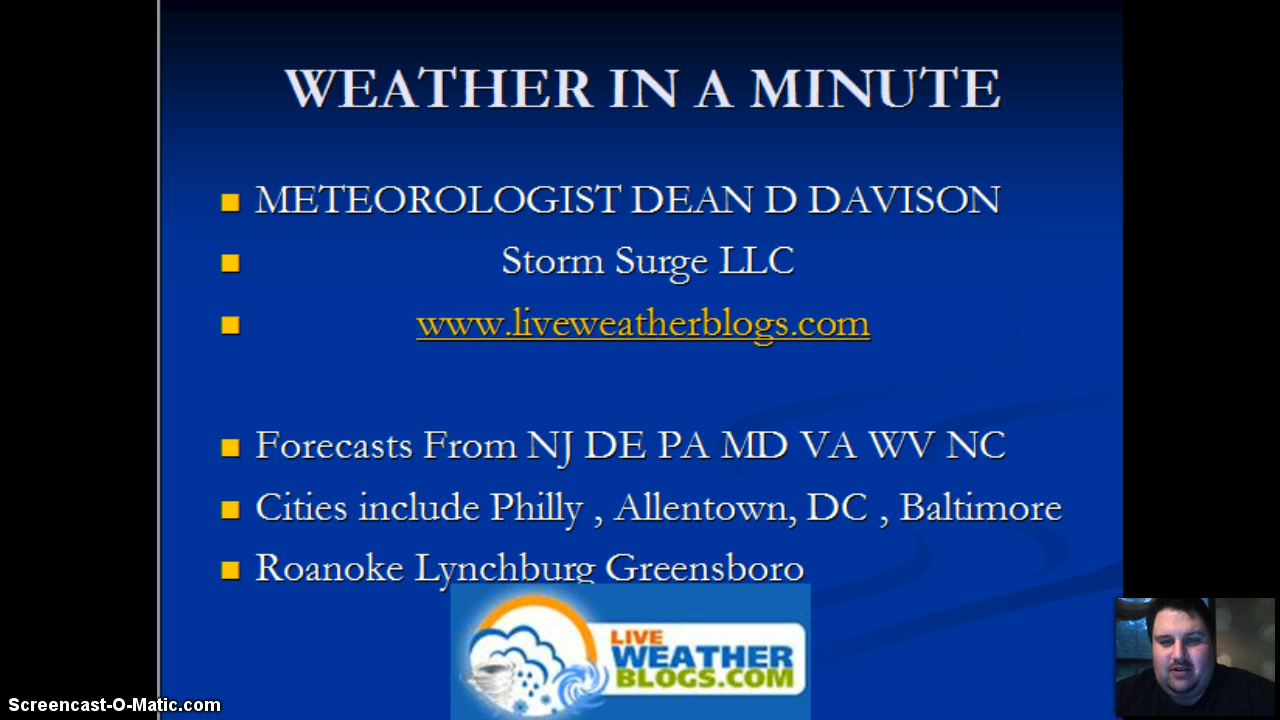 WEATHER IN A MINUTE
METEOROLOGIST DEAN D DAVISON
Storm Surge LLC
www.liveweatherblogs.com
Forecasts From NJ DE PA MD VA WV NC
Cities include Philly , Allentown, DC , Baltimore
Roanoke Lynchburg Greensboro
LIVE
WEATHER
BLOGS.COM
Screencast-O-Matic.com